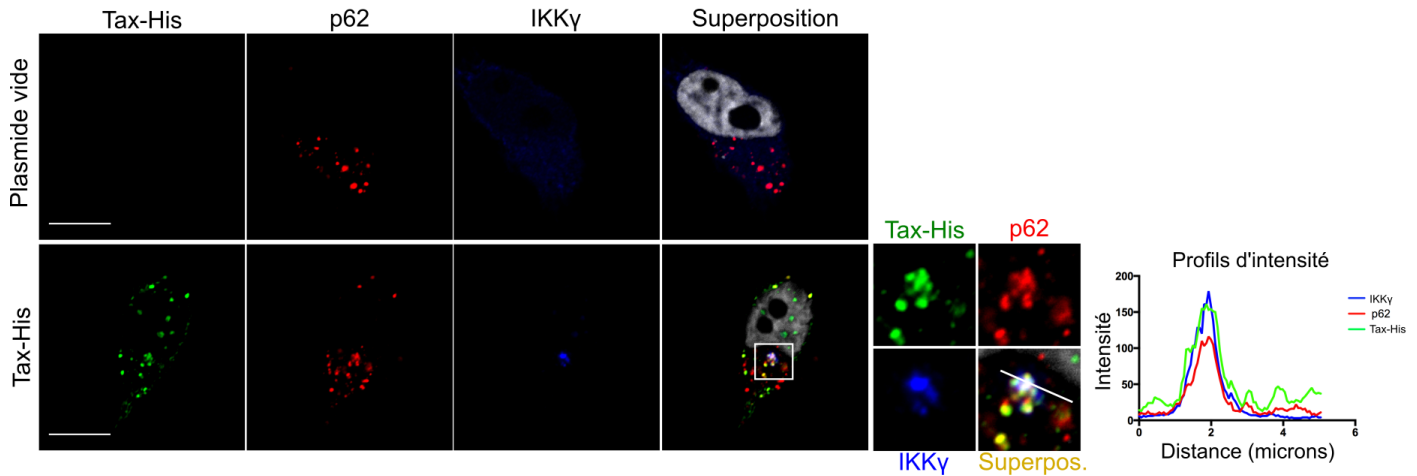 Tax-His p62 IKKγ Superposition
Plasmide vide
Tax-His
Tax-His p62
IKKγ Superpos.
Profils d'intensité
Intensité
200
150
100
50
0
0 2 4 6
Distance (microns)
IKKγ
p62
Tax-His